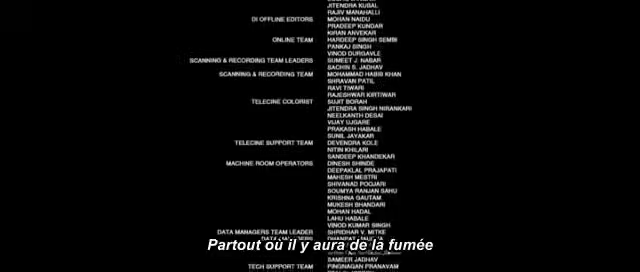 JITENDRA KUBAL
RAJIV MANAHALLI
DI OFFLINE EDITORS MOHAN NAIDU
PRADEEP KUNDAR
KIRAN ANVEKAR
ONLINE TEAM HARDEEP SINGH SEMBI
PANKAJ SINGH
VINOD DURGAVLE
SCANNING & RECORDING TEAM LEADERS SUMEET J. NABAR
SACHIN S. JADHAV
SCANNING & RECORDING TEAM MOHAMMAD HABIB KHAN
SHRAVAN PATIL
RAVI TIWARI
RAJESHWAR KIRTIWAR
TELECINE COLORIST SUJIT BORAH
JITENDRA SINGH NIRANKARI
NEELKANTH DESAI
VIJAY UJGARE
PRAKASH HABALE
SUNIL JAYAKAR
TELECINE SUPPORT TEAM DEVENDRA KOLE
NITIN KHILARI
SANDEEP KHANDEKAR
MACHINE ROOM OPERATORS DINESH SHINDE
DEEPAKLAL PRAJAPATI
MAHESH MESTRI
SHIVANAD POOJARI
SOUMYA RANJAN SAHU
KRISHNA GAUTAM
MUKESH BHANDARI
MOHAN HADAL
LAHU HABALE
VINOD KUMAR SINGH
DATA MANAGERS TEAM LEADER SHRIDHAR V. MITKE
Partout où il y aura de la fumée
SAMEER JADHAV
TECH SUPPORT TEAM PINGNAGAN PRANAVAM